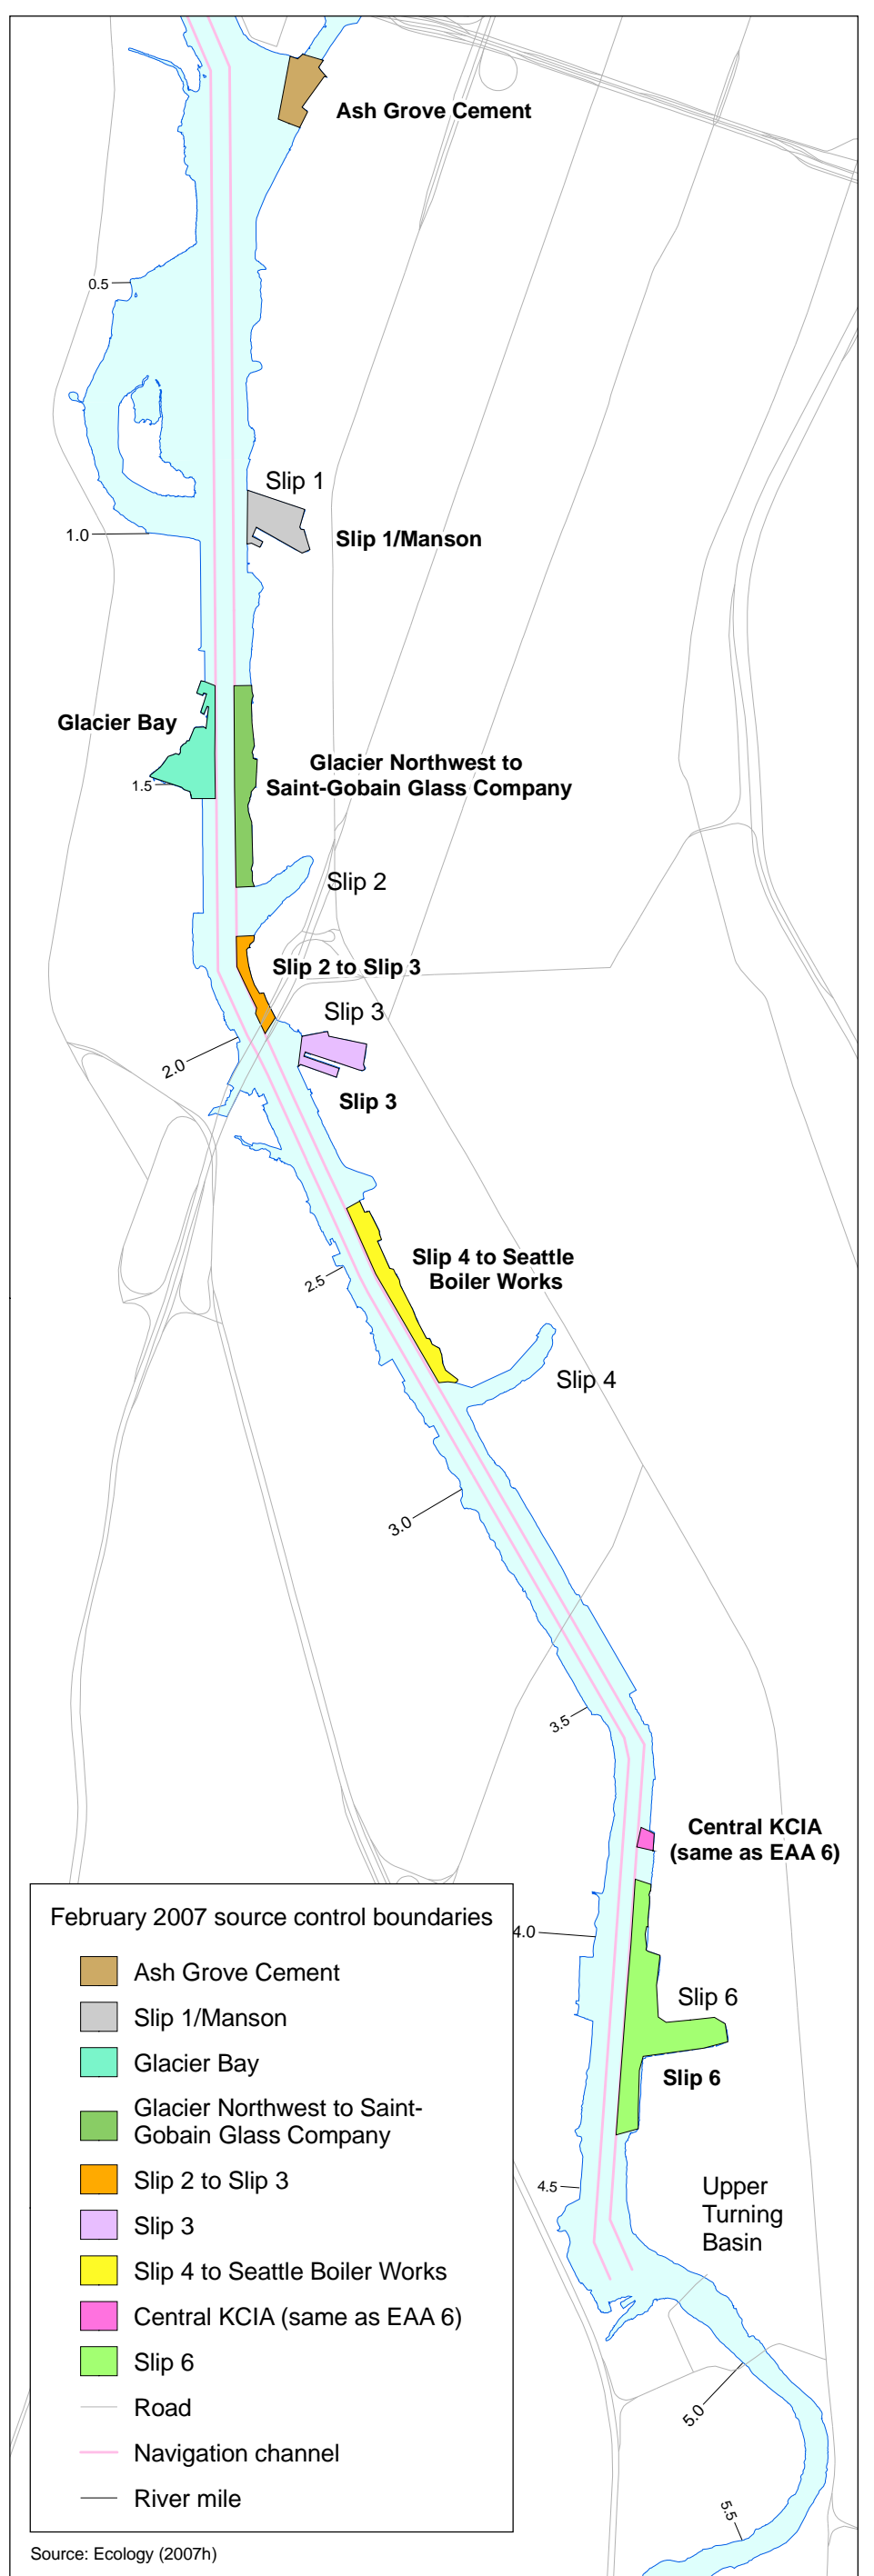 Ash Grove Cement
0.5
Slip 1
1.0
Slip 1/Manson
Glacier Bay
Glacier Northwest to
Saint-Gobain Glass Company
1.5
Slip 2
Slip 2 to Slip 3
Slip 3
2.0
Slip 3
Slip 4 to Seattle
Boiler Works
2.5
Slip 4
3.0
3.5
Central KCIA
(same as EAA 6)
4.0
Slip 6
Slip 6
4.5
Upper
Turning
Basin
5.0
5.5
February 2007 source control boundaries
Ash Grove Cement
Slip 1/Manson
Glacier Bay
Glacier Northwest to Saint-
Gobain Glass Company
Slip 2 to Slip 3
Slip 3
Slip 4 to Seattle Boiler Works
Central KCIA (same as EAA 6)
Slip 6
Road
Navigation channel
River mile
Source: Ecology (2007h)